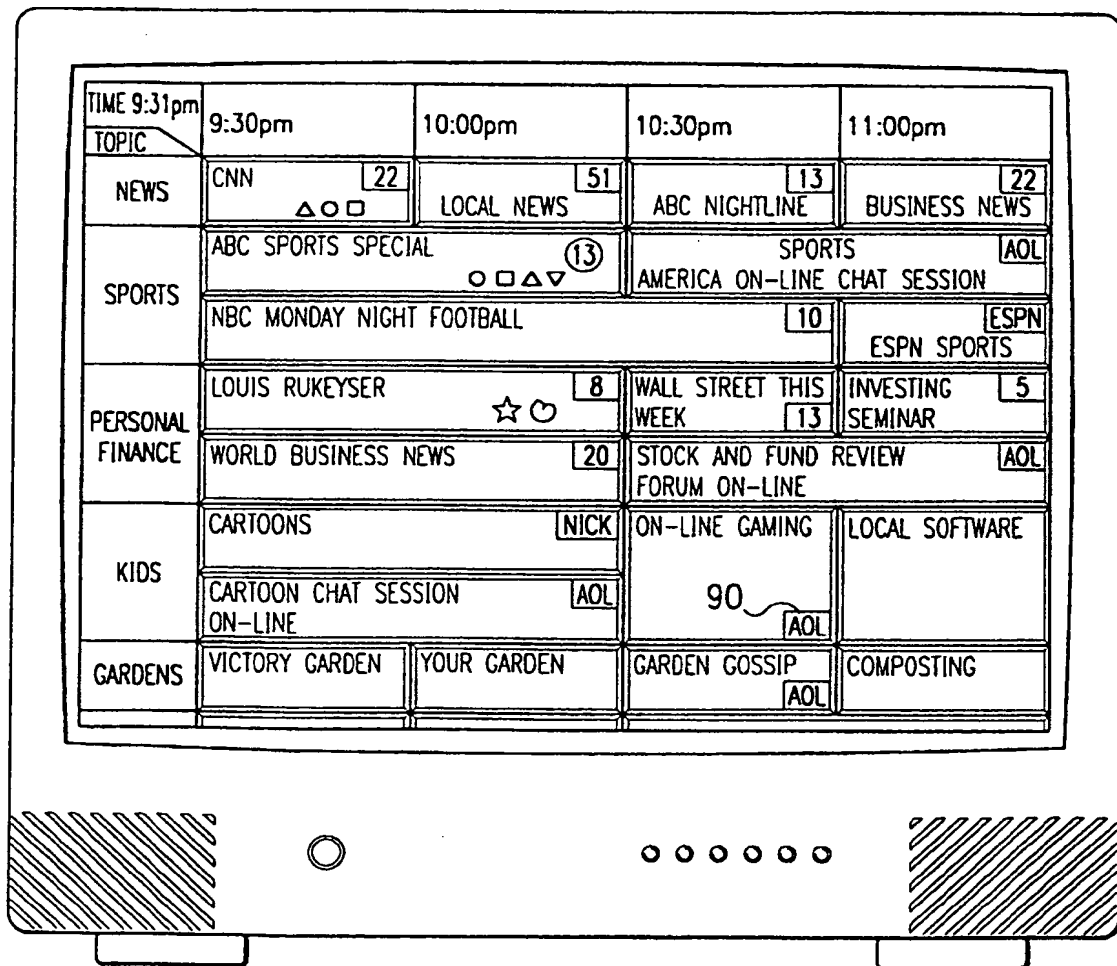 TIME 9:31pm
TOPIC
9:30pm 10:00pm 10:30pm 11:00pm
NEWS
CNN 22
51
LOCAL NEWS
13
ABC NIGHTLINE
22
BUSINESS NEWS
SPORTS
ABC SPORTS SPECIAL
13
SPORTS AOL
AMERICA ON-LINE CHAT SESSION
NBC MONDAY NIGHT FOOTBALL 10
ESPN
ESPN SPORTS
PERSONAL
FINANCE
LOUIS RUKEYSER 8
WALL STREET THIS
WEEK 13
INVESTING 5
SEMINAR
WORLD BUSINESS NEWS 20
STOCK AND FUND REVIEW AOL
FORUM ON-LINE
KIDS
CARTOONS NICK
ON-LINE GAMING
90
AOL
LOCAL SOFTWARE
CARTOON CHAT SESSION AOL
ON-LINE
GARDENS
VICTORY GARDEN
YOUR GARDEN
GARDEN GOSSIP
AOL
COMPOSTING